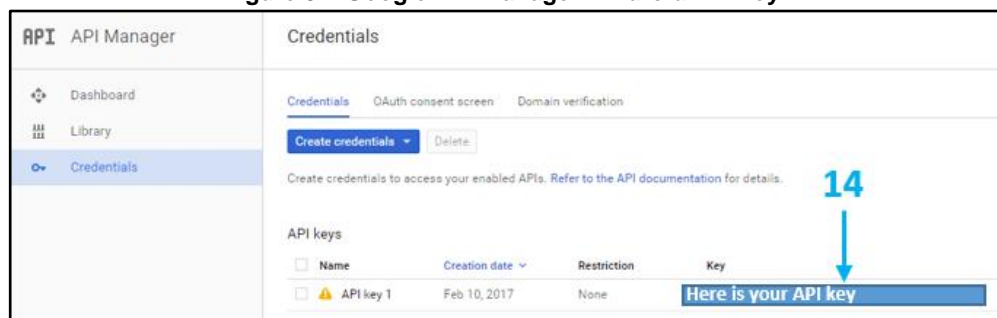 API API Manager
Credentials
Dashboard
Library
Credentials
Credentials OAuth consent screen Domain verification
Create credentials Delete
Create credentials to access your enabled APIs. Refer to the API documentation for details.
14
API keys
Name Creation date Restriction Key
API key 1 Feb 10, 2017 None Here is your API key